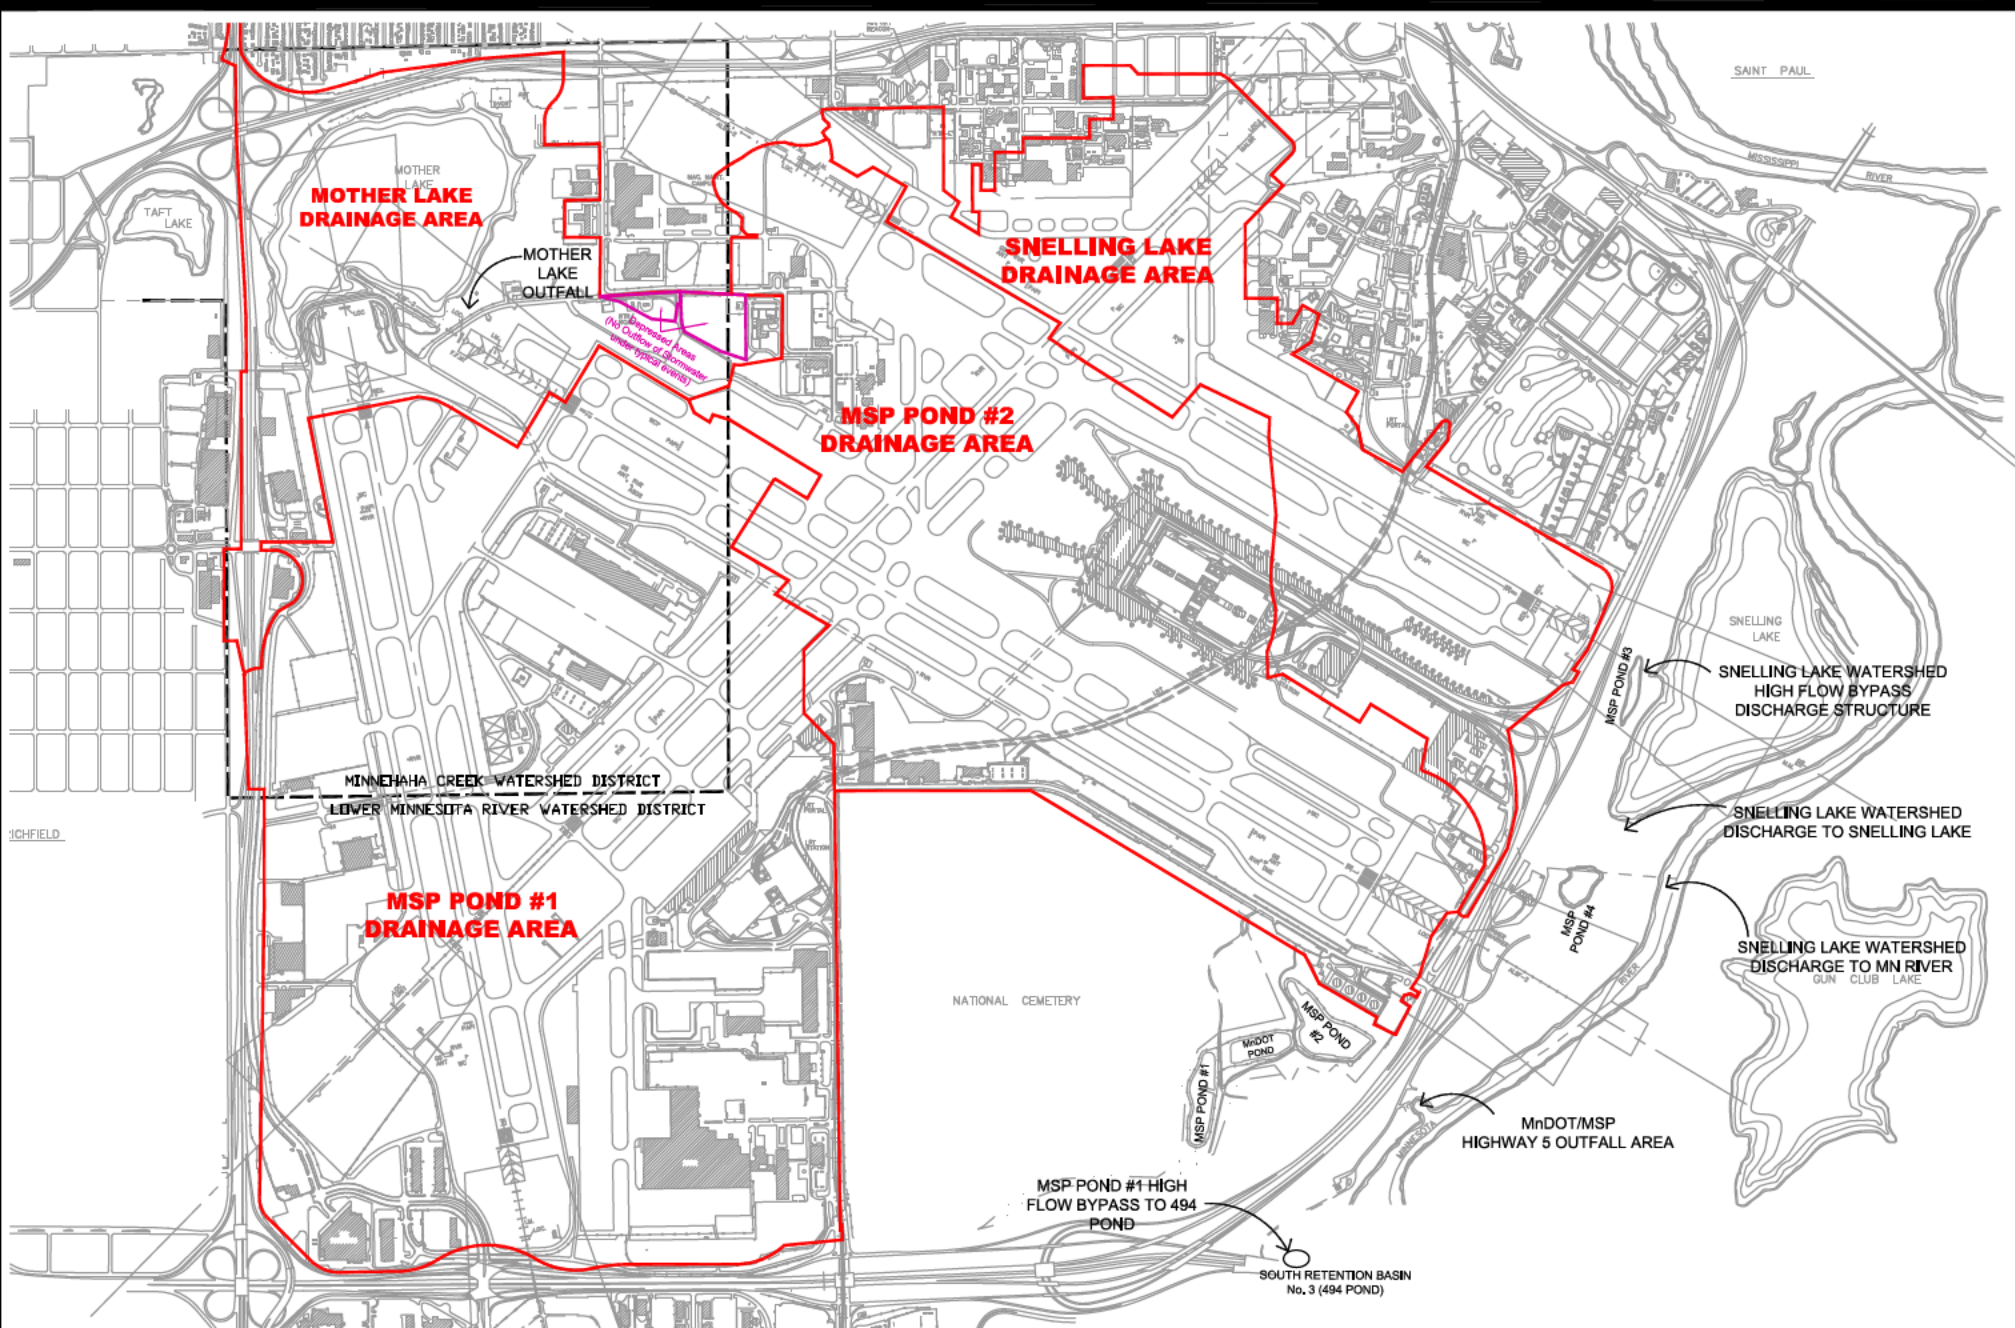 SAINT PAUL
MISSISSIPPI
RIVER
MOTHER
LAKE
MOTHER LAKE
DRAINAGE AREA
TAFT
LAKE
MOTHER
LAKE
OUTFALL
SNELLING LAKE
DRAINAGE AREA
Depressed Areas
(No Outflow of Stormwater
under typical events)
MSP POND #2
DRAINAGE AREA
SNELLING
LAKE
MSP POND #3
SNELLING LAKE WATERSHED
HIGH FLOW BYPASS
DISCHARGE STRUCTURE
MINNEHAHA CREEK WATERSHED DISTRICT
LOWER MINNESOTA RIVER WATERSHED DISTRICT
SNELLING LAKE WATERSHED
DISCHARGE TO SNELLING LAKE
RICHFIELD
MSP POND #1
DRAINAGE AREA
MSP
POND #4
SNELLING LAKE WATERSHED
DISCHARGE TO MN RIVER
GUN CLUB LAKE
RIVER
NATIONAL CEMETERY
MSP POND
#2
MnDOT
POND
MSP POND #1
MINNESOTA
MnDOT/MSP
HIGHWAY 5 OUTFALL AREA
MSP POND #1 HIGH
FLOW BYPASS TO 494
POND
SOUTH RETENTION BASIN
No. 3 (494 POND)